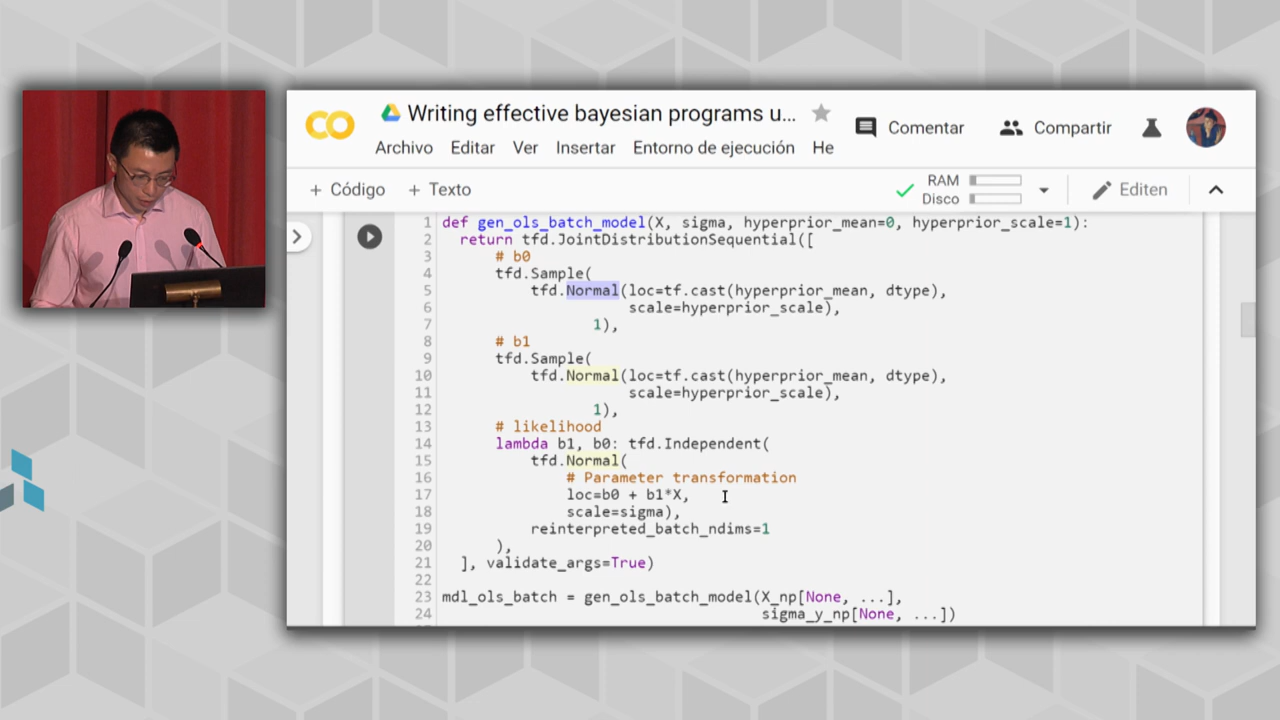 CO
Writing effective bayesian programs u...
Comentar
Compartir
Archivo Editar Ver Insertar Entorno de ejecución He
+ Código + Texto
RAM
Disco
Editen
1 def gen_ols_batch_model(X, sigma, hyperprior_mean=0, hyperprior_scale=1):
2 return tfd.JointDistributionSequential([
3 # b0
4 tfd.Sample(
5 tfd.Normal(loc=tf.cast(hyperprior_mean, dtype),
6 scale=hyperprior_scale),
7 1),
8 # b1
9 tfd.Sample(
10 tfd.Normal(loc=tf.cast(hyperprior_mean, dtype),
11 scale=hyperprior_scale),
12 1),
13 # likelihood
14 lambda b1, b0: tfd.Independent(
15 tfd.Normal(
16 # Parameter transformation
17 loc=b0 + b1*X,
18 scale=sigma),
19 reinterpreted_batch_ndims=1
20 ),
21 ], validate_args=True)
22
23 mdl_ols_batch = gen_ols_batch_model(X_np[None, ...],
24 sigma_y_np[None, ...])